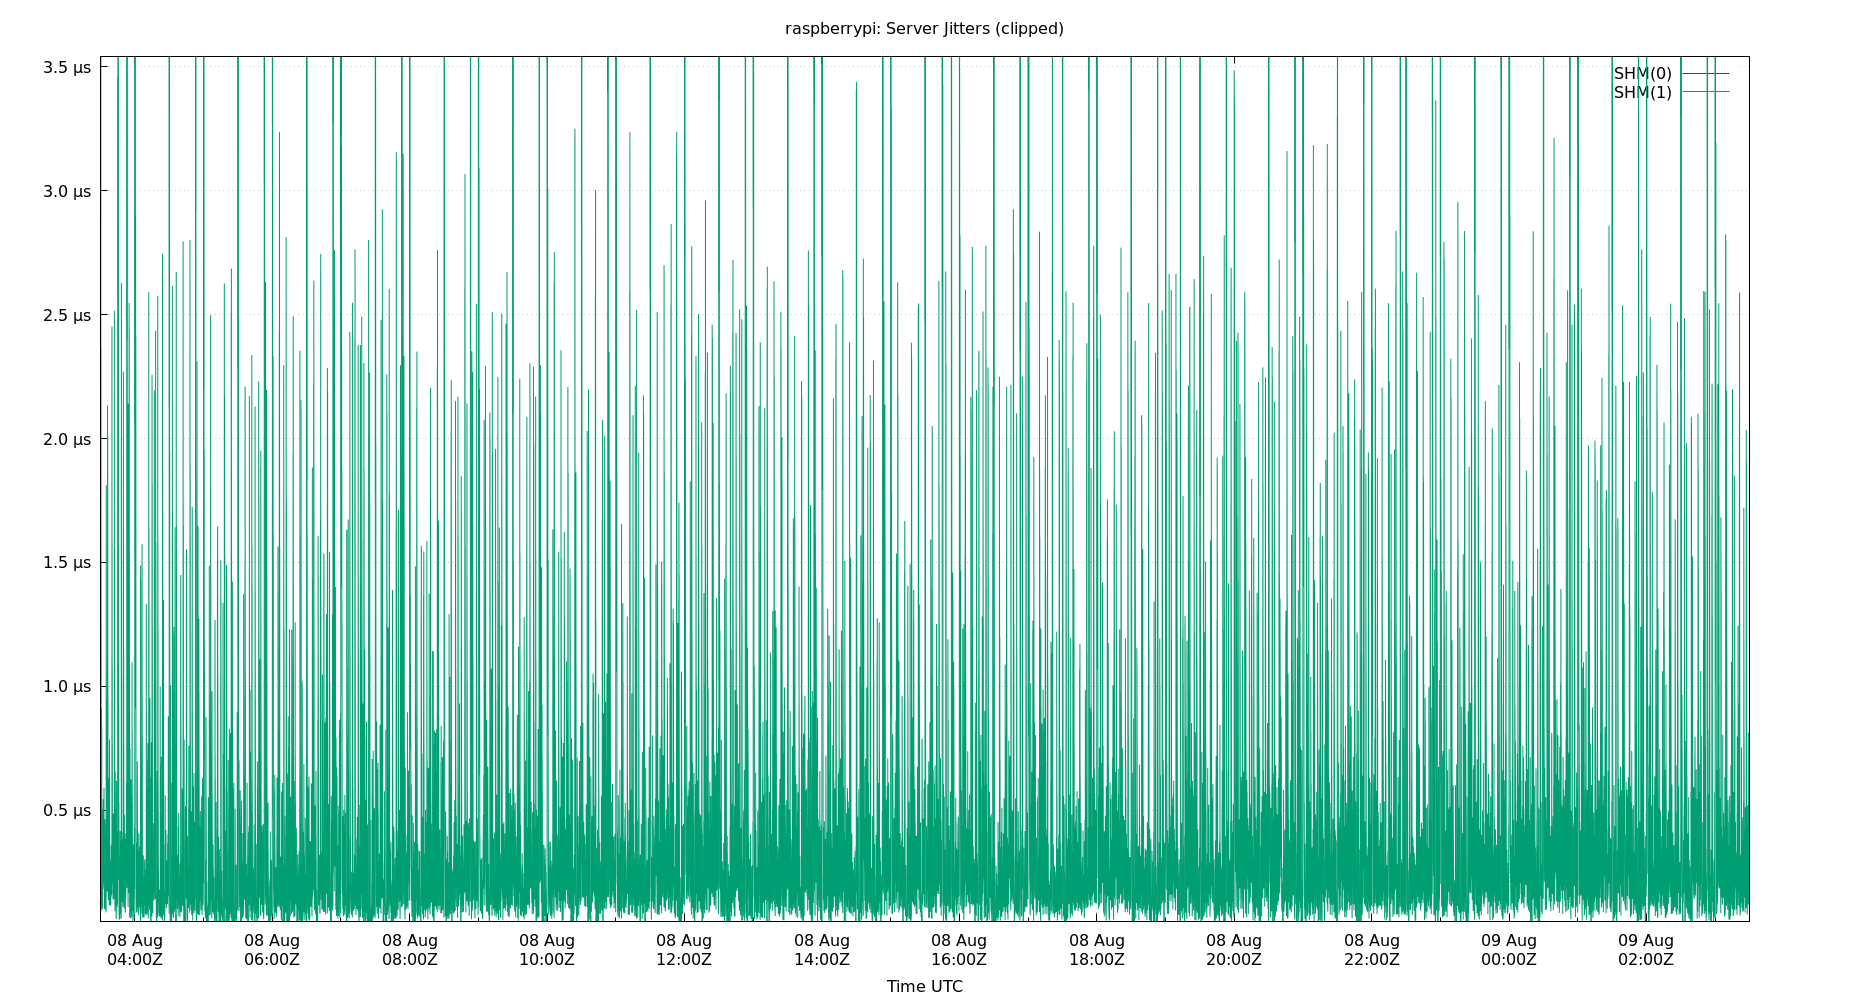 raspberrypi: Server Jitters (clipped)
3.5 µs
3.0 µs
2.5 µs
2.0 µs
1.5 µs
1.0 µs
0.5 µs
SHM(0)
SHM(1)
08 Aug 08 Aug 08 Aug 08 Aug 08 Aug 08 Aug 08 Aug 08 Aug 08 Aug 08 Aug 09 Aug 09 Aug
04:00Z 06:00Z 08:00Z 10:00Z 12:00Z 14:00Z 16:00Z 18:00Z 20:00Z 22:00Z 00:00Z 02:00Z
Time UTC